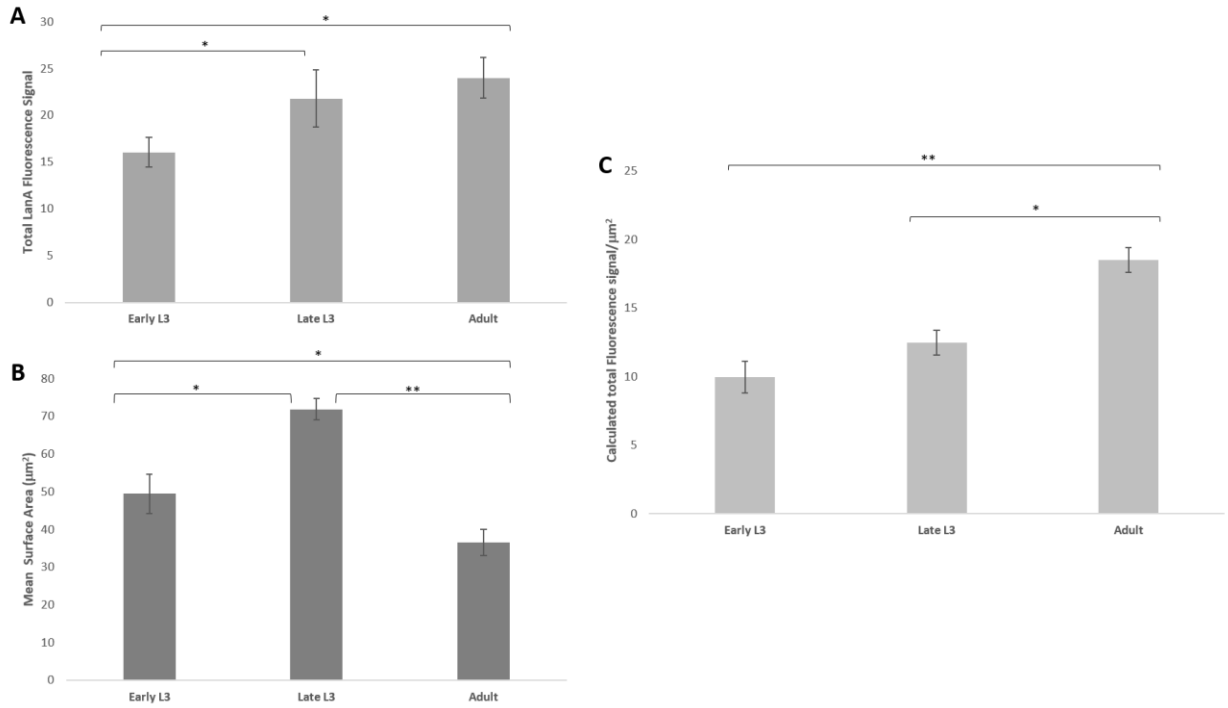 A
Total LanA Fluorescence Signal
30
25
20
15
10
5
0
*
*
Early L3
Late L3
Adult
B
Mean Surface Area (µm²)
80
70
60
50
40
30
20
10
0
*
*
**
Early L3
Late L3
Adult
C
Calculated total Fluorescence signal/µm²
25
20
15
10
5
0
**
*
Early L3
Late L3
Adult